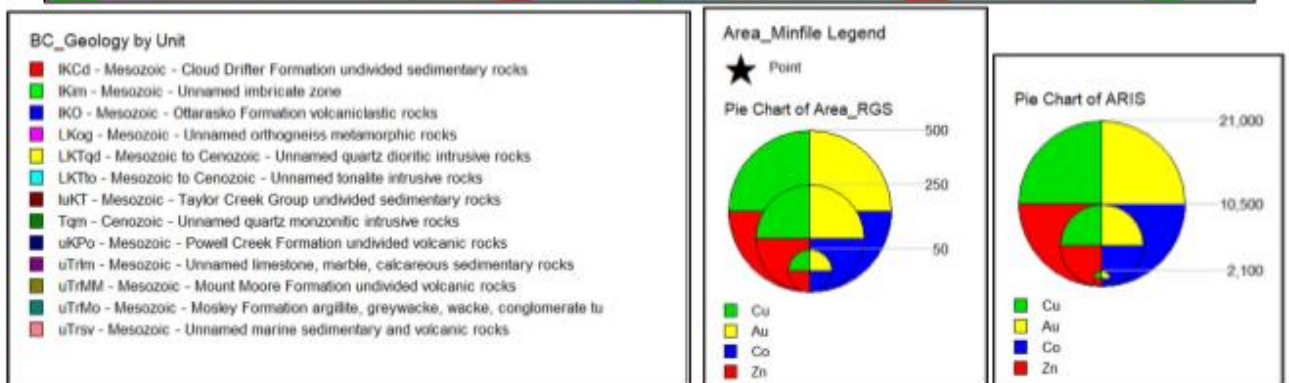 BC_Geology by Unit
lKCd - Mesozoic - Cloud Drifter Formation undivided sedimentary rocks
lKim - Mesozoic - Unnamed imbricate zone
lKO - Mesozoic - Ottarasko Formation volcaniclastic rocks
LKog - Mesozoic - Unnamed orthogneiss metamorphic rocks
LKTqd - Mesozoic to Cenozoic - Unnamed quartz dioritic intrusive rocks
LKTto - Mesozoic to Cenozoic - Unnamed tonalite intrusive rocks
luKT - Mesozoic - Taylor Creek Group undivided sedimentary rocks
Tqm - Cenozoic - Unnamed quartz monzonitic intrusive rocks
uKPo - Mesozoic - Powell Creek Formation undivided volcanic rocks
uTrlm - Mesozoic - Unnamed limestone, marble, calcareous sedimentary rocks
uTrMM - Mesozoic - Mount Moore Formation undivided volcanic rocks
uTrMo - Mesozoic - Mosley Formation argillite, greywacke, wacke, conglomerate tu
uTrsv - Mesozoic - Unnamed marine sedimentary and volcanic rocks
Area_Minfile Legend
Point
Pie Chart of Area_RGS
500
250
50
Cu
Au
Co
Zn
Pie Chart of ARIS
21,000
10,500
2,100
Cu
Au
Co
Zn